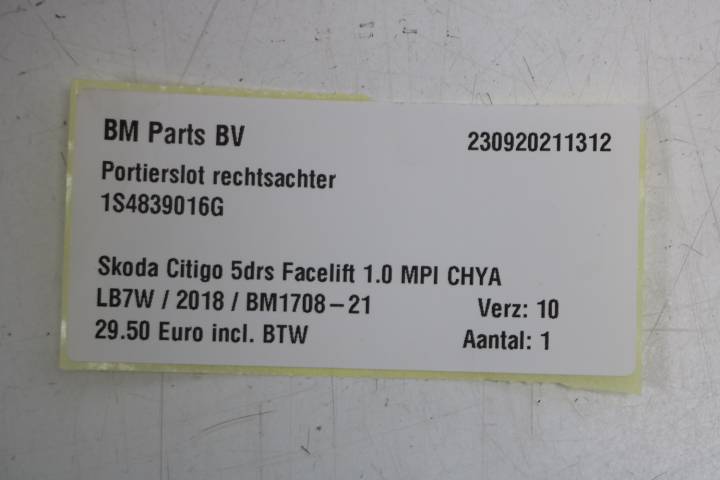 BM Parts BV 230920211312
Portierslot rechtsachter
1S4839016G
Skoda Citigo 5drs Facelift 1.0 MPI CHYA
LB7W / 2018 / BM1708-21 Verz: 10
29.50 Euro incl. BTW Aantal: 1